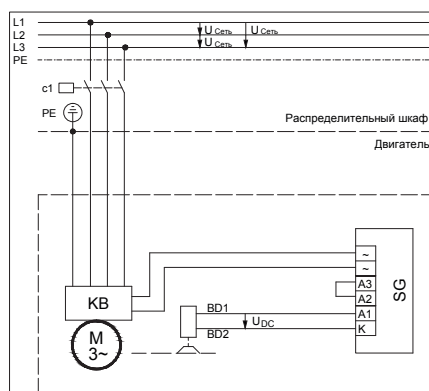 L1
L2
L3
PE
U Сеть U Сеть
U Сеть
c1
PE
Распределительный шкаф
Двигатель
KB
M
3~
BD1
BD2
U DC
~
~
A3
A2
A1
K
SG